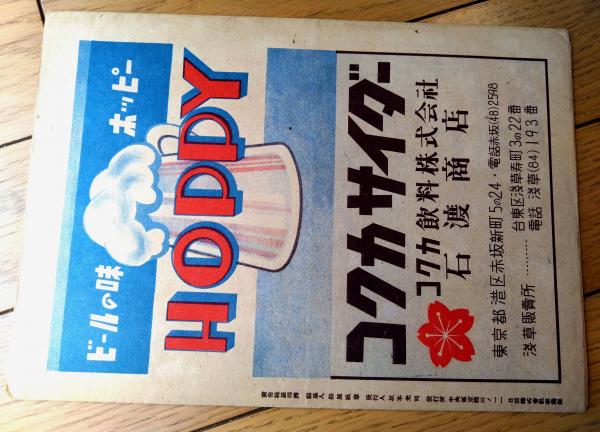 ビールの味 ホッピー
HOPPY
コクカサイダー
コクカ飲料株式会社
石渡商店
東京都港区赤坂新町5の24・電話赤坂(48)2598
台東区浅草寿町3の22番
浅草販賣所………電話 浅草(84)193番